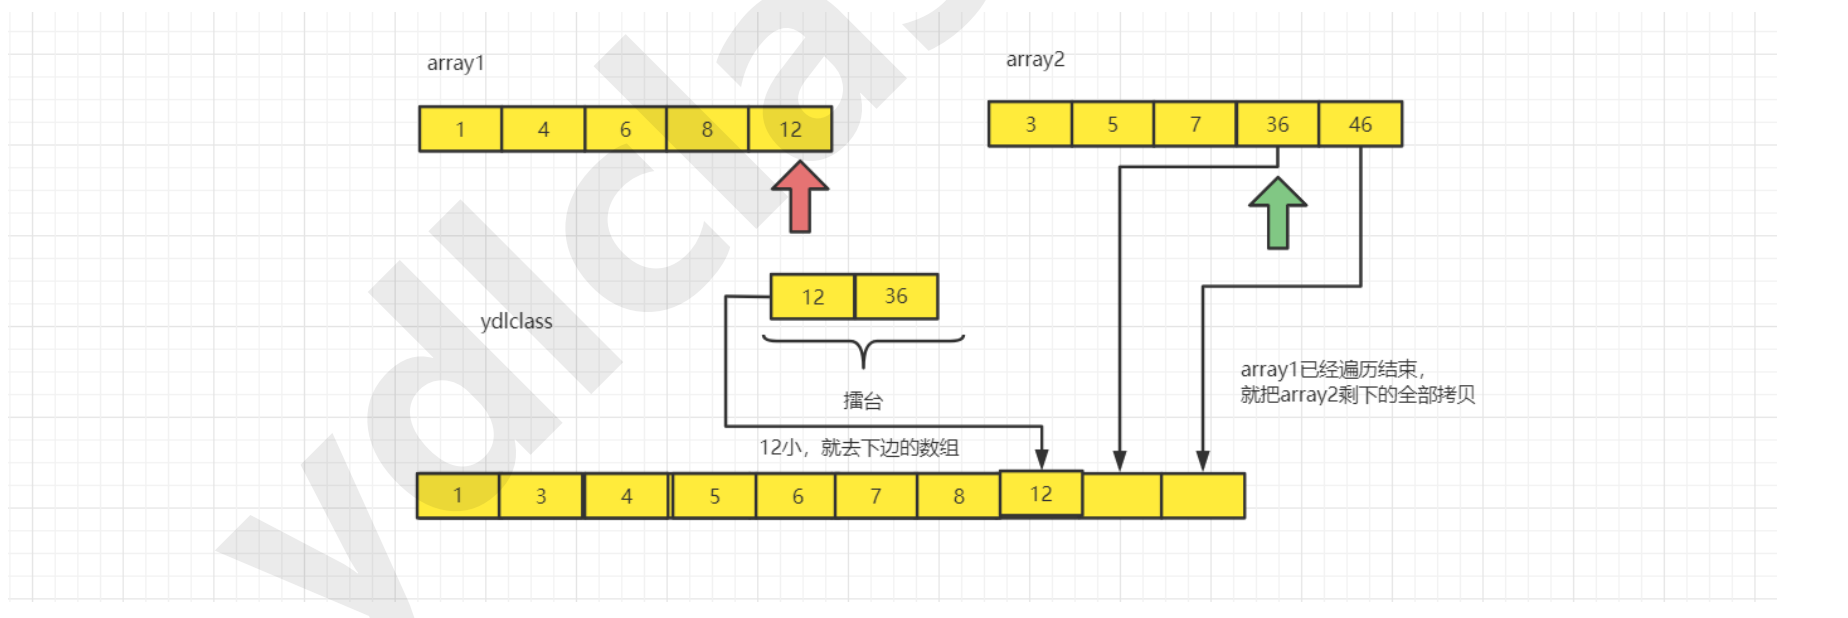 array1
array2
1 4 6 8 12
3 5 7 36 46
12 36
ydlclass
擂台
array1已经遍历结束，
就把array2剩下的全部拷贝
12小，就去下边的数组
1 3 4 5 6 7 8 12
ydlclas